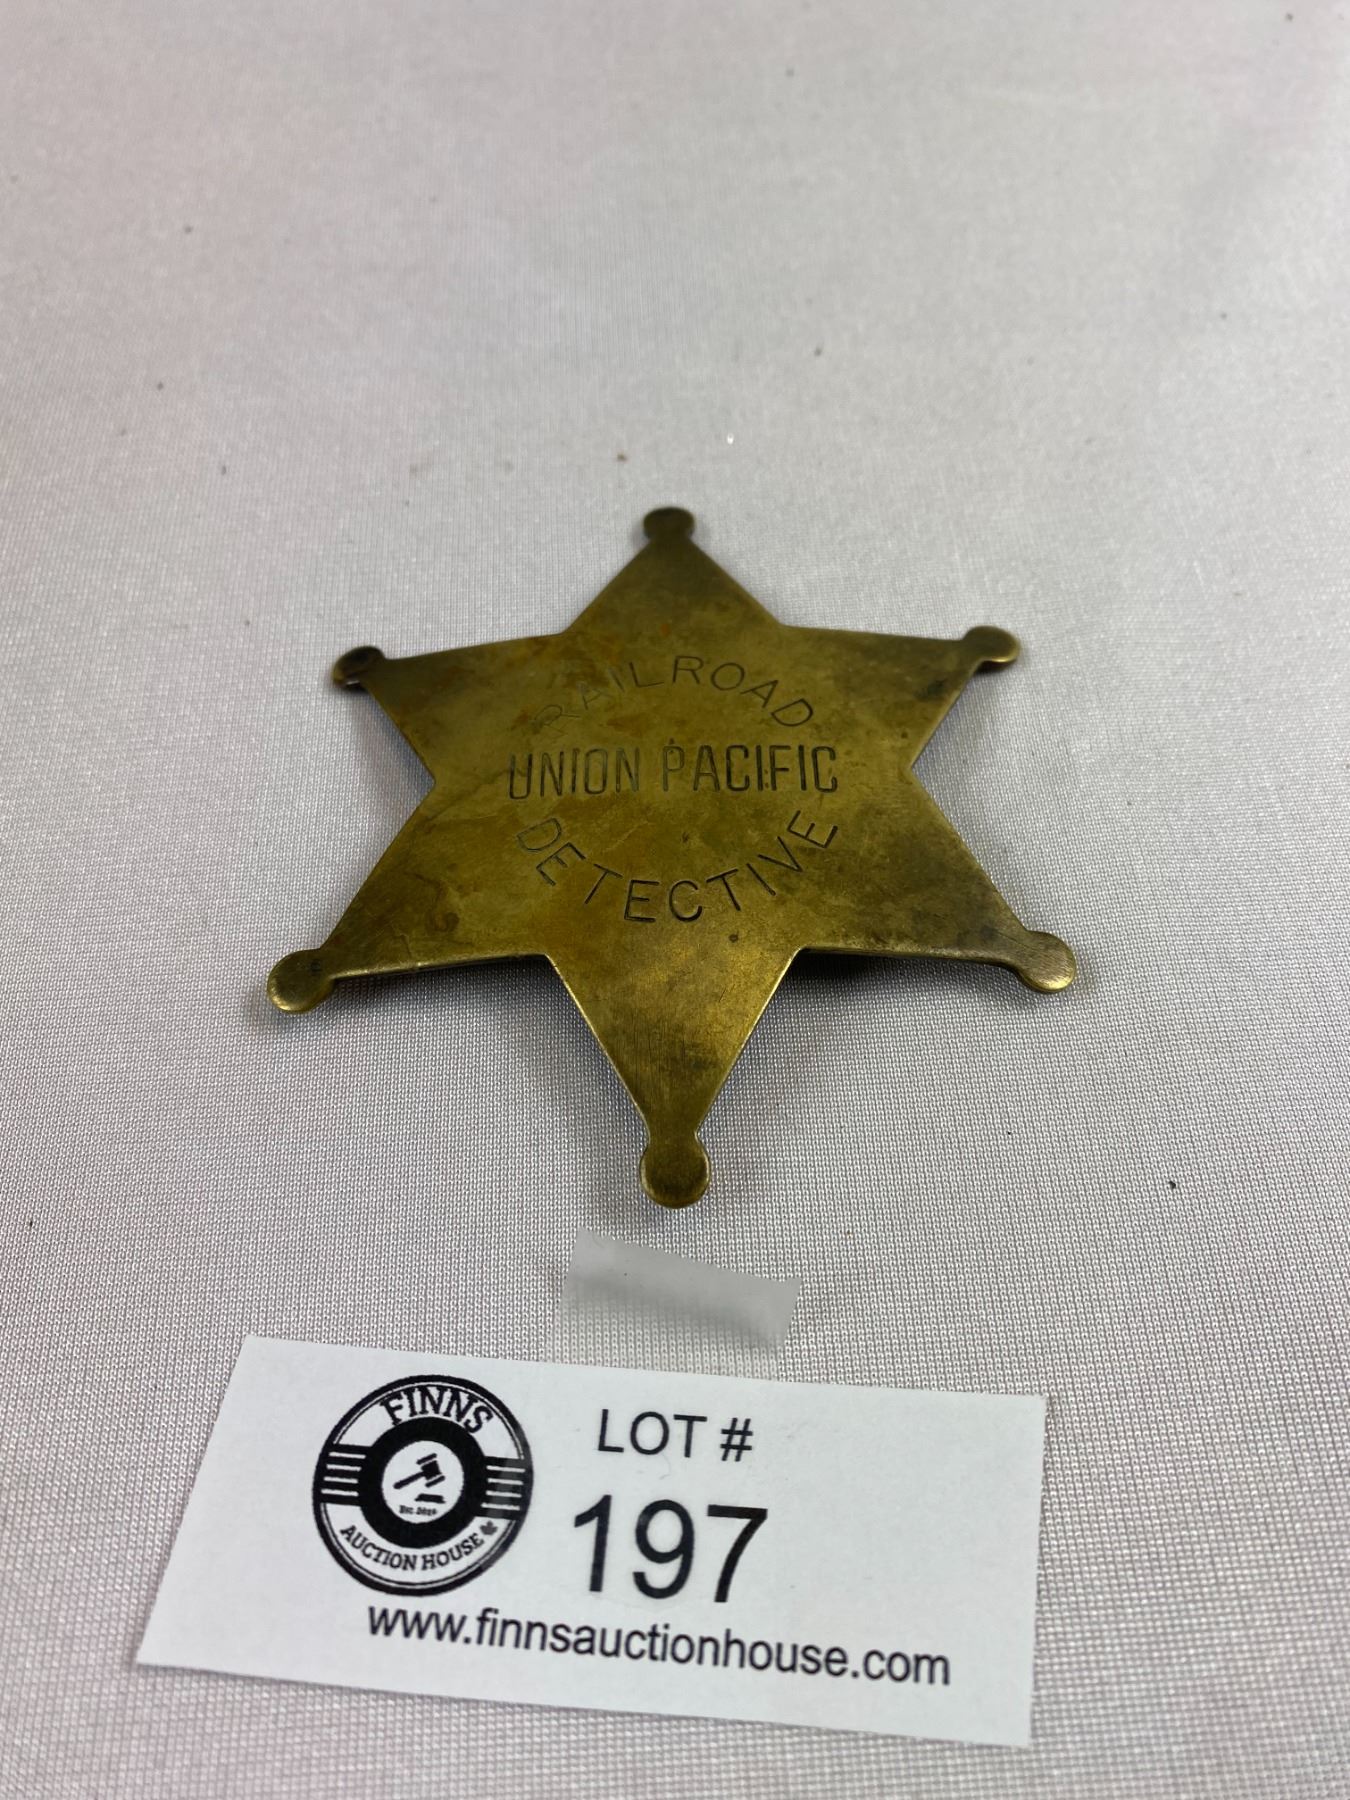 RAILROAD
UNION PACIFIC
DETECTIVE
FINNS
AUCTION HOUSE
LOT #
197
www.finnsauctionhouse.com